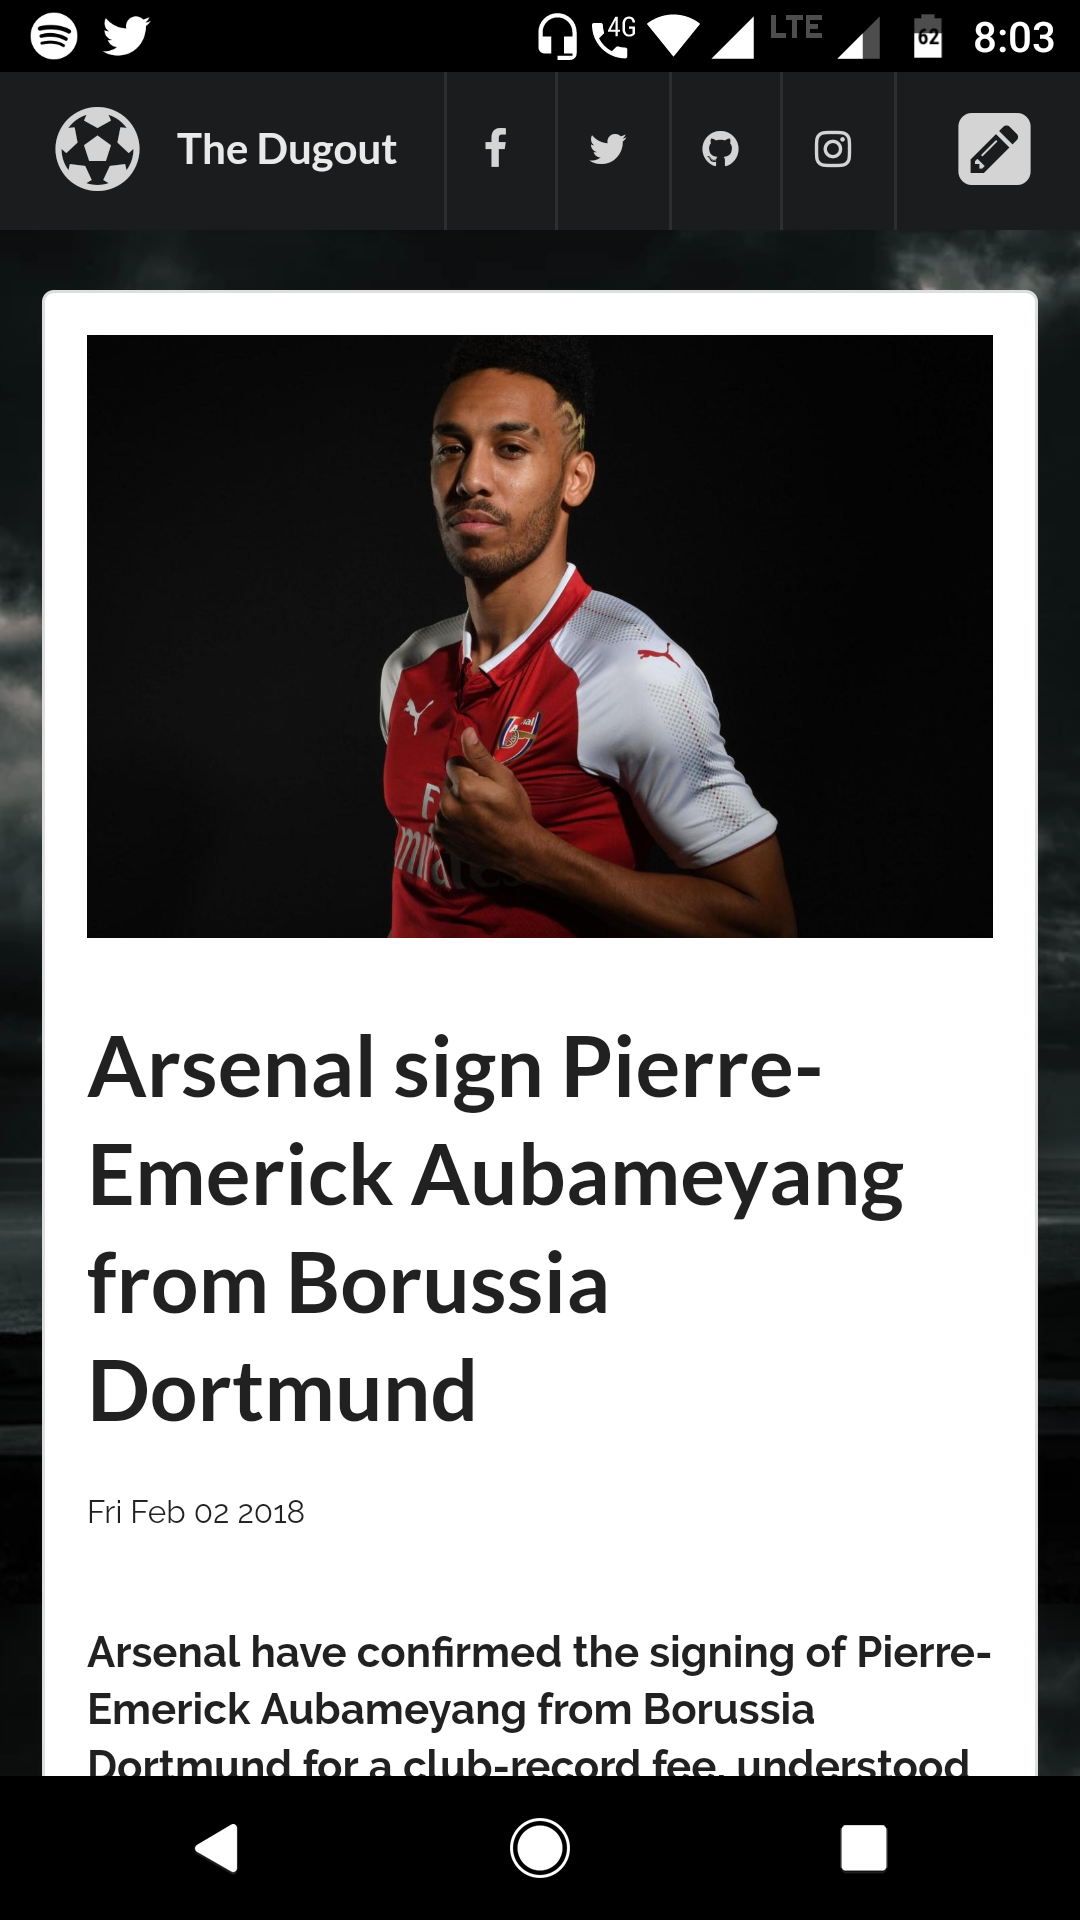 4G LTE 62 8:03
The Dugout
Arsenal sign Pierre-
Emerick Aubameyang
from Borussia
Dortmund
Fri Feb 02 2018
Arsenal have confirmed the signing of Pierre-
Emerick Aubameyang from Borussia
Dortmund for a club-record fee, understood